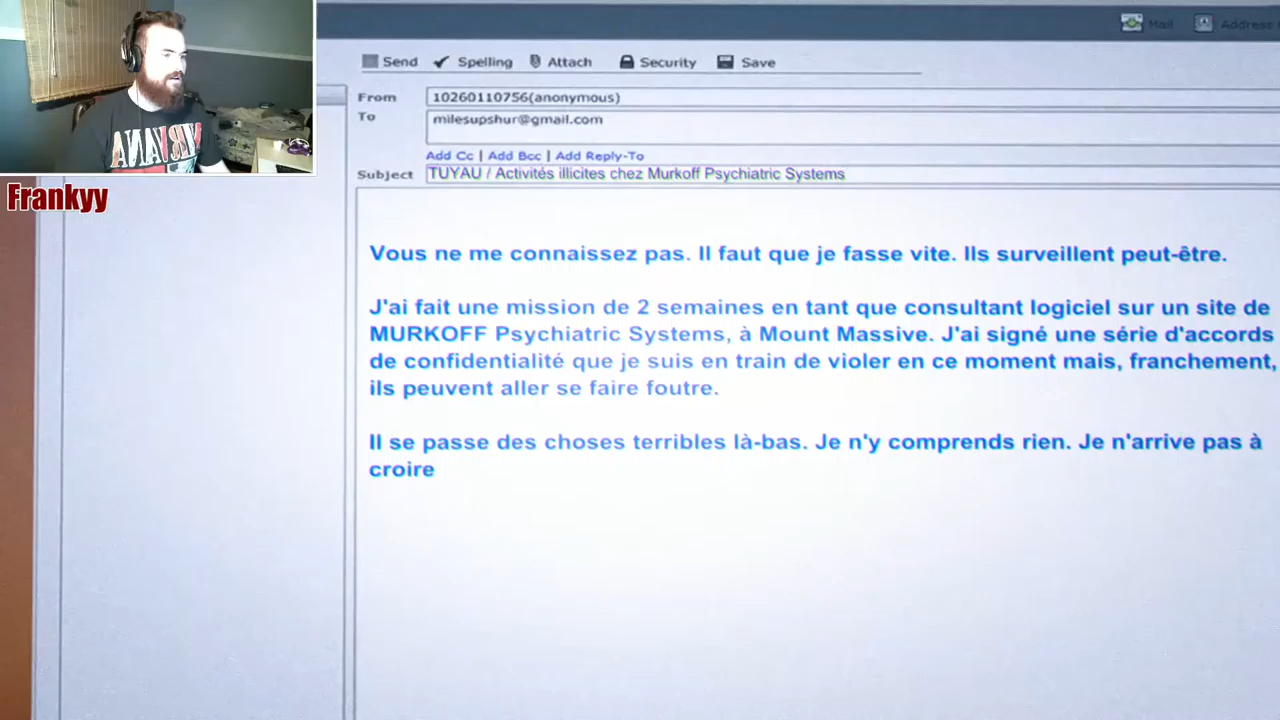 Mail Address
Send Spelling Attach Security Save
From 10260110756(anonymous)
To milesupshur@gmail.com
Add Cc | Add Bcc | Add Reply-To
Subject TUYAU / Activités illicites chez Murkoff Psychiatric Systems
NIRVANA
Frankyy
Vous ne me connaissez pas. Il faut que je fasse vite. Ils surveillent peut-être.
J'ai fait une mission de 2 semaines en tant que consultant logiciel sur un site de
MURKOFF Psychiatric Systems, à Mount Massive. J'ai signé une série d'accords
de confidentialité que je suis en train de violer en ce moment mais, franchement,
ils peuvent aller se faire foutre.
Il se passe des choses terribles là-bas. Je n'y comprends rien. Je n'arrive pas à
croire